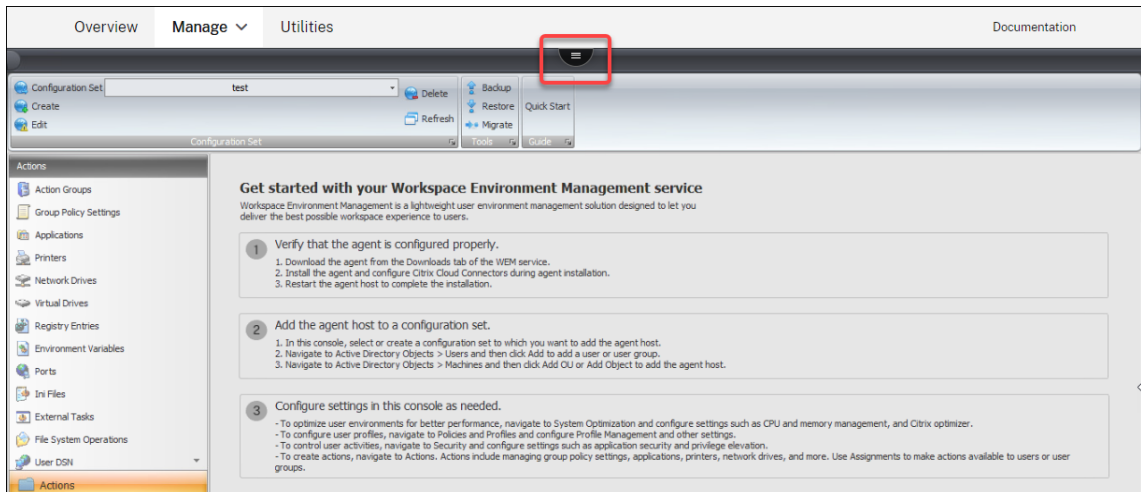 Overview Manage Utilities Documentation
Configuration Set test Delete Backup
Create Restore Quick Start
Edit Refresh Migrate
Configuration Set Tools Guide
Actions
Action Groups
Group Policy Settings
Applications
Printers
Network Drives
Virtual Drives
Registry Entries
Environment Variables
Ports
Ini Files
External Tasks
File System Operations
User DSN
Actions
Get started with your Workspace Environment Management service
Workspace Environment Management is a lightweight user environment management solution designed to let you
deliver the best possible workspace experience to users.
1 Verify that the agent is configured properly.
1. Download the agent from the Downloads tab of the WEM service.
2. Install the agent and configure Citrix Cloud Connectors during agent installation.
3. Restart the agent host to complete the installation.
2 Add the agent host to a configuration set.
1. In this console, select or create a configuration set to which you want to add the agent host.
2. Navigate to Active Directory Objects > Users and then click Add to add a user or user group.
3. Navigate to Active Directory Objects > Machines and then click Add OU or Add Object to add the agent host.
3 Configure settings in this console as needed.
- To optimize user environments for better performance, navigate to System Optimization and configure settings such as CPU and memory management, and Citrix optimizer.
- To configure user profiles, navigate to Policies and Profiles and configure Profile Management and other settings.
- To control user activities, navigate to Security and configure settings such as application security and privilege elevation.
- To create actions, navigate to Actions. Actions include managing group policy settings, applications, printers, network drives, and more. Use Assignments to make actions available to users or user
groups.